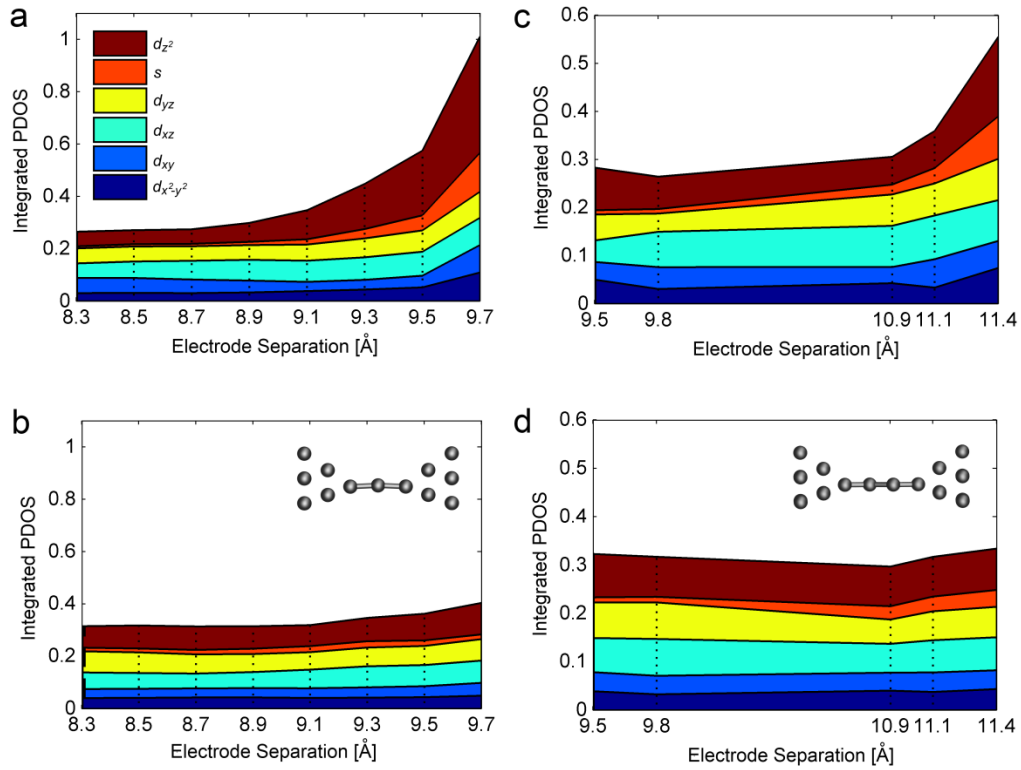 a
Integrated PDOS
1
0.8
0.6
0.4
0.2
0
d_{z²}
s
d_{yz}
d_{xz}
d_{xy}
d_{x²-y²}
8.3 8.5 8.7 8.9 9.1 9.3 9.5 9.7
Electrode Separation [Å]
c
Integrated PDOS
0.6
0.5
0.4
0.3
0.2
0.1
0
9.5 9.8 10.9 11.1 11.4
Electrode Separation [Å]
b
Integrated PDOS
1
0.8
0.6
0.4
0.2
0
8.3 8.5 8.7 8.9 9.1 9.3 9.5 9.7
Electrode Separation [Å]
d
Integrated PDOS
0.6
0.5
0.4
0.3
0.2
0.1
0
9.5 9.8 10.9 11.1 11.4
Electrode Separation [Å]